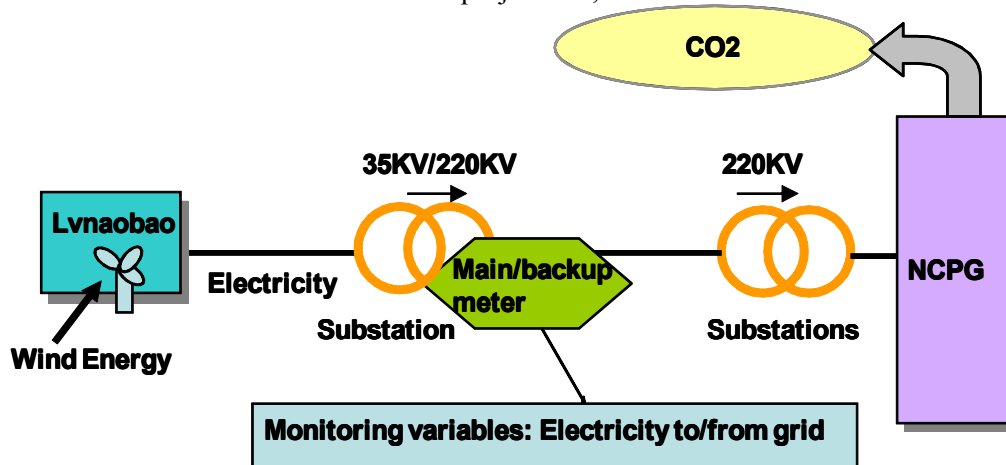 CO2
35KV/220KV
220KV
Lvnaobao
Main/backup
meter
NCPG
Electricity
Substation
Substations
Wind Energy
Monitoring variables: Electricity to/from grid